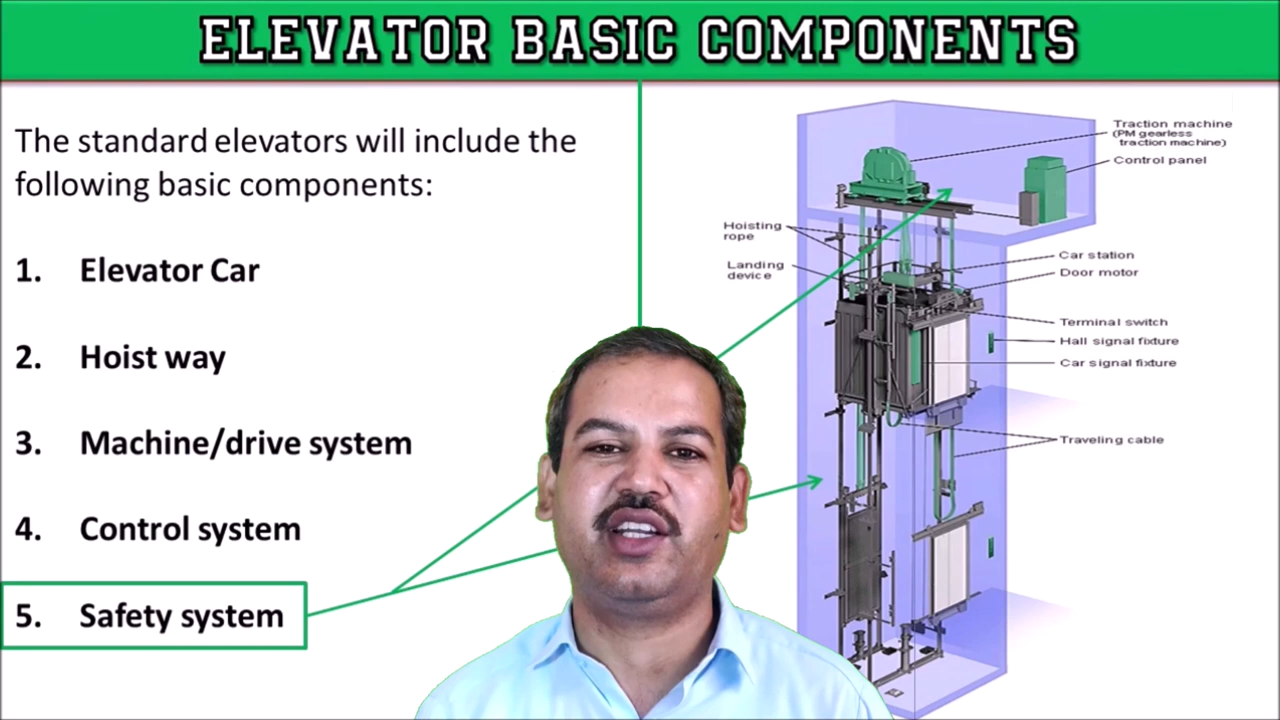 ELEVATOR BASIC COMPONENTS
The standard elevators will include the
following basic components:
1. Elevator Car
2. Hoist way
3. Machine/drive system
4. Control system
5. Safety system
Traction machine
(PM gearless
traction machine)
Control panel
Hoisting
rope
Landing
device
Car station
Door motor
Terminal switch
Hall signal fixture
Car signal fixture
Traveling cable